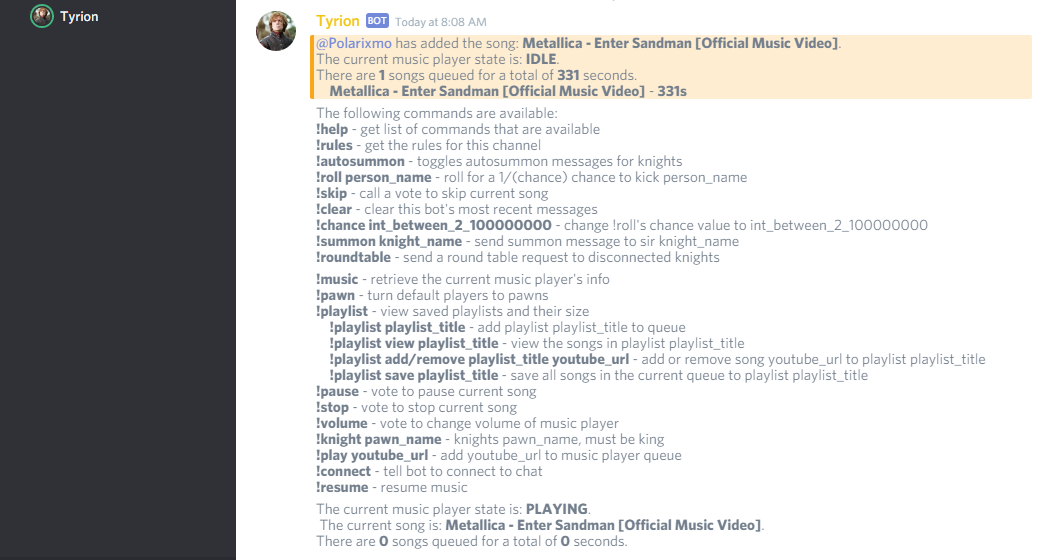 Tyrion
Tyrion BOT Today at 8:08 AM
@Polarixmo has added the song: Metallica - Enter Sandman [Official Music Video].
The current music player state is: IDLE.
There are 1 songs queued for a total of 331 seconds.
Metallica - Enter Sandman [Official Music Video] - 331s
The following commands are available:
!help - get list of commands that are available
!rules - get the rules for this channel
!autosummon - toggles autosummon messages for knights
!roll person_name - roll for a 1/(chance) chance to kick person_name
!skip - call a vote to skip current song
!clear - clear this bot's most recent messages
!chance int_between_2_100000000 - change !roll's chance value to int_between_2_100000000
!summon knight_name - send summon message to sir knight_name
!roundtable - send a round table request to disconnected knights
!music - retrieve the current music player's info
!pawn - turn default players to pawns
!playlist - view saved playlists and their size
!playlist playlist_title - add playlist playlist_title to queue
!playlist view playlist_title - view the songs in playlist playlist_title
!playlist add/remove playlist_title youtube_url - add or remove song youtube_url to playlist playlist_title
!playlist save playlist_title - save all songs in the current queue to playlist playlist_title
!pause - vote to pause current song
!stop - vote to stop current song
!volume - vote to change volume of music player
!knight pawn_name - knights pawn_name, must be king
!play youtube_url - add youtube_url to music player queue
!connect - tell bot to connect to chat
!resume - resume music
The current music player state is: PLAYING.
The current song is: Metallica - Enter Sandman [Official Music Video].
There are 0 songs queued for a total of 0 seconds.